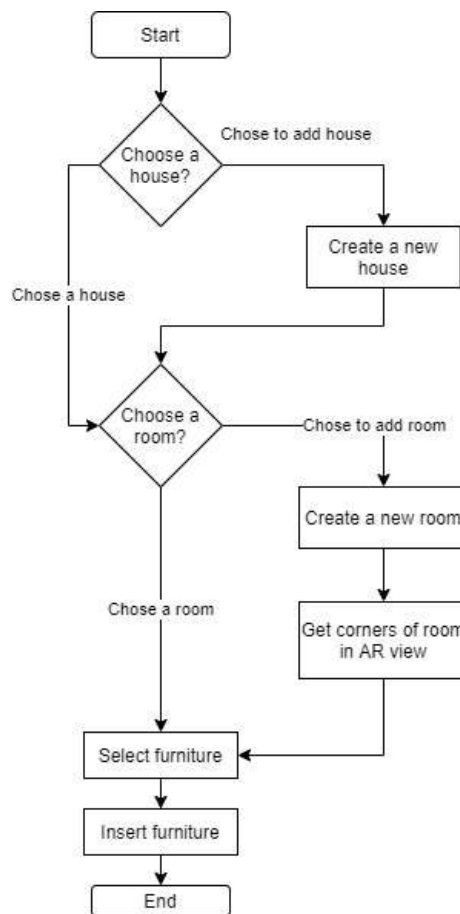 Start
Chose to add house
Choose a
house?
Create a new
house
Chose a house
Choose a
room?
Chose to add room
Create a new room
Chose a room
Get corners of room
in AR view
Select furniture
Insert furniture
End